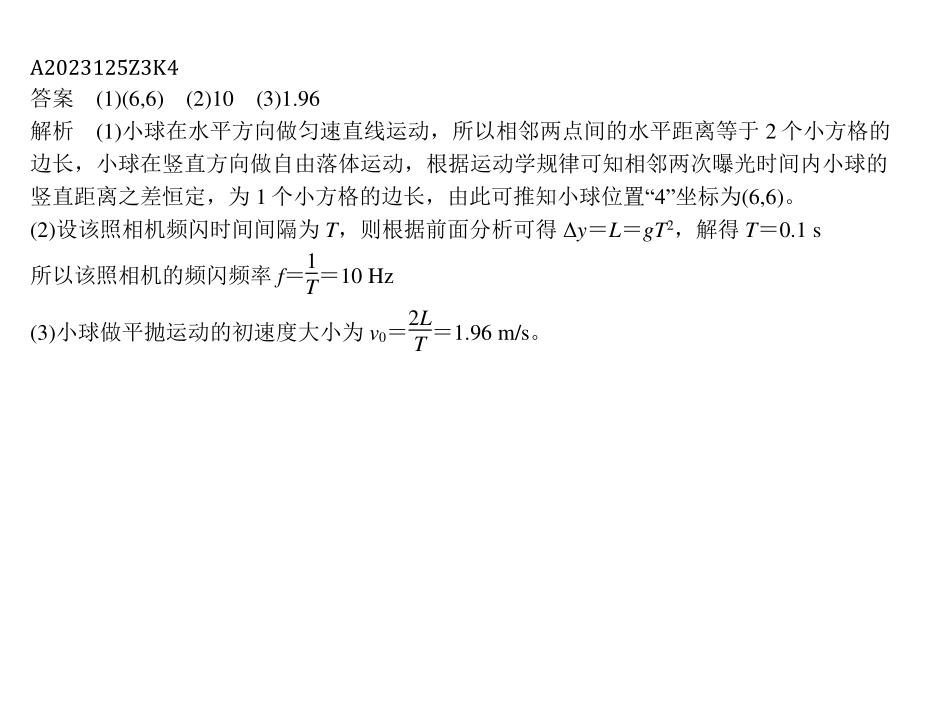 A2023125Z3K4
答案　(1)(6,6)　(2)10　(3)1.96
解析　(1)小球在水平方向做匀速直线运动，所以相邻两点间的水平距离等于 2 个小方格的
边长，小球在竖直方向做自由落体运动，根据运动学规律可知相邻两次曝光时间内小球的
竖直距离之差恒定，为 1 个小方格的边长，由此可推知小球位置“4”坐标为(6,6)。
(2)设该照相机频闪时间间隔为 T，则根据前面分析可得 Δy＝L＝gT²，解得 T＝0.1 s
所以该照相机的频闪频率 f＝1/T＝10 Hz
(3)小球做平抛运动的初速度大小为 v₀＝2L/T＝1.96 m/s。